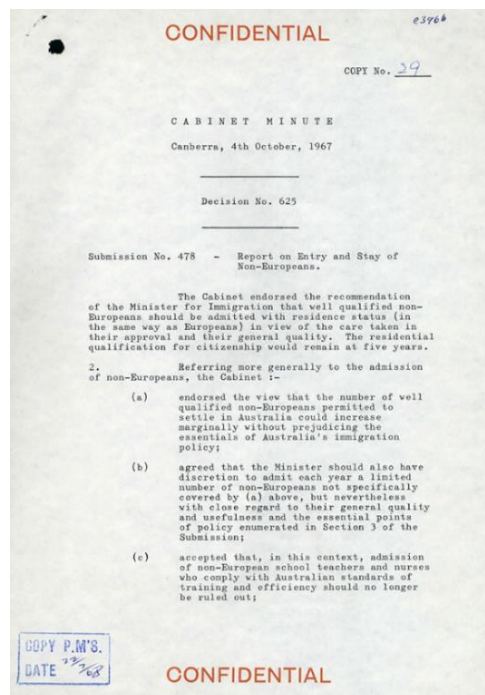 CONFIDENTIAL
COPY No. 29
CABINET MINUTE
Canberra, 4th October, 1967
Decision No. 625
Submission No. 478 - Report on Entry and Stay of
Non-Europeans.
The Cabinet endorsed the recommendation
of the Minister for Immigration that well qualified non-
Europeans should be admitted with residence status (in
the same way as Europeans) in view of the care taken in
their approval and their general quality. The residential
qualification for citizenship would remain at five years.
2. Referring more generally to the admission
of non-Europeans, the Cabinet :-
(a) endorsed the view that the number of well
qualified non-Europeans permitted to
settle in Australia could increase
marginally without prejudicing the
essentials of Australia's immigration
policy;
(b) agreed that the Minister should also have
discretion to admit each year a limited
number of non-Europeans not specifically
covered by (a) above, but nevertheless
with close regard to their general quality
and usefulness and the essential points
of policy enumerated in Section 3 of the
Submission;
(c) accepted that, in this context, admission
of non-European school teachers and nurses
who comply with Australian standards of
training and efficiency should no longer
be ruled out;
COPY P.M'S.
DATE
CONFIDENTIAL